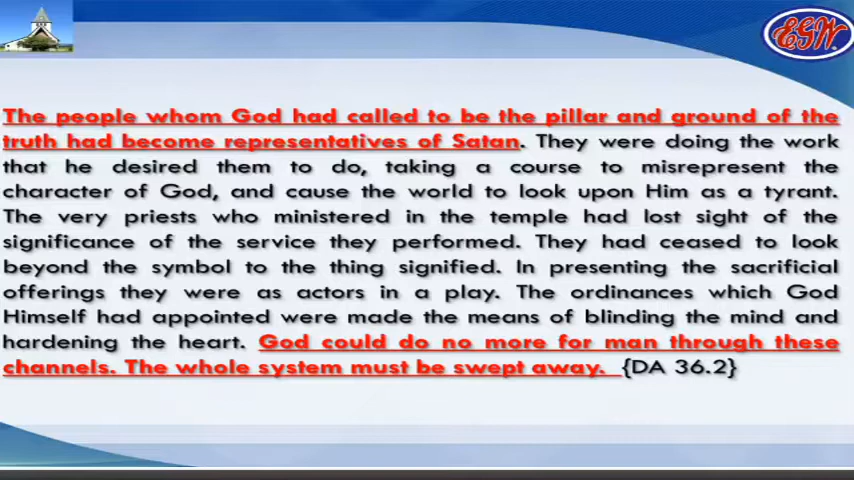 EGW
The people whom God had called to be the pillar and ground of the
truth had become representatives of Satan. They were doing the work
that he desired them to do, taking a course to misrepresent the
character of God, and cause the world to look upon Him as a tyrant.
The very priests who ministered in the temple had lost sight of the
significance of the service they performed. They had ceased to look
beyond the symbol to the thing signified. In presenting the sacrificial
offerings they were as actors in a play. The ordinances which God
Himself had appointed were made the means of blinding the mind and
hardening the heart. God could do no more for man through these
channels. The whole system must be swept away. {DA 36.2}